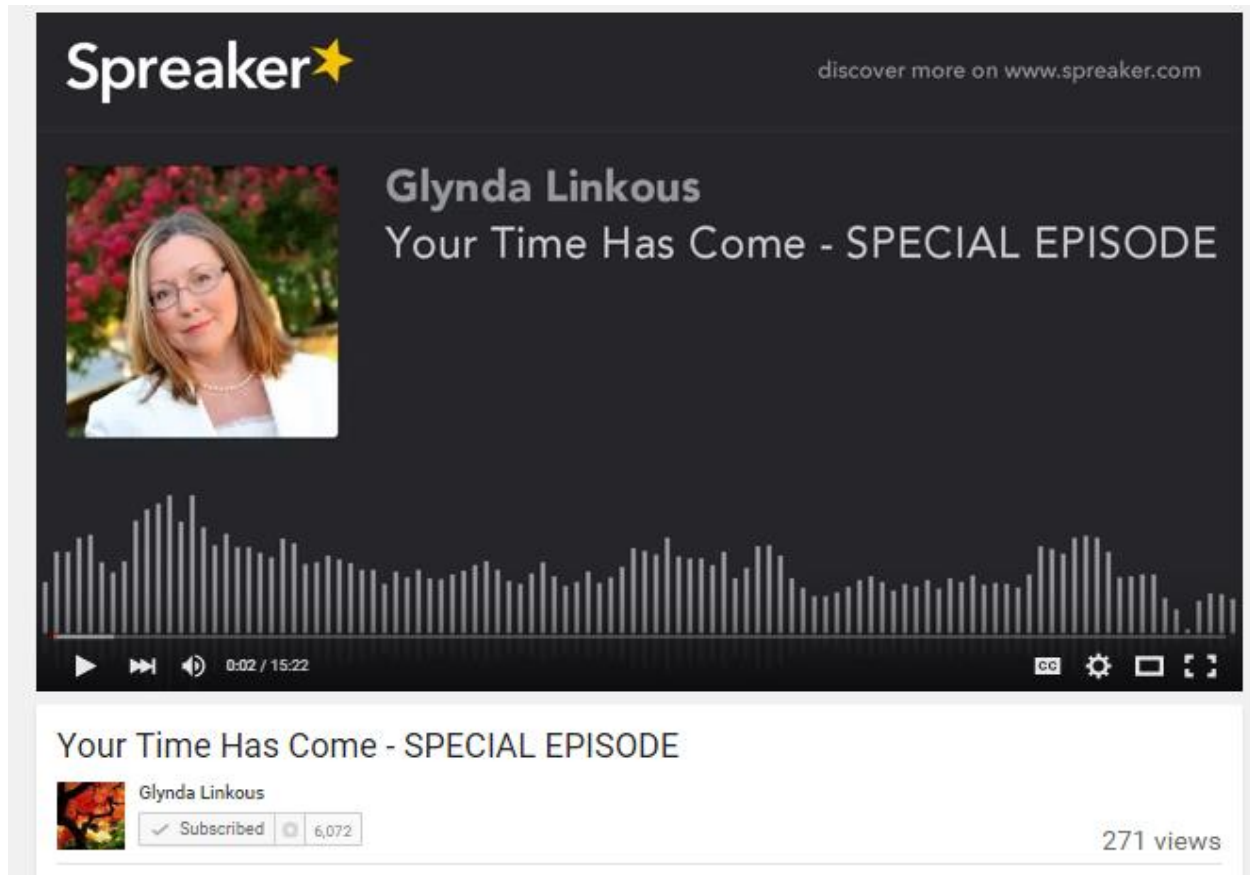 Spreaker
discover more on www.spreaker.com
Glynda Linkous
Your Time Has Come - SPECIAL EPISODE
0:02 / 15:22
CC
Your Time Has Come - SPECIAL EPISODE
Glynda Linkous
Subscribed 6,072
271 views